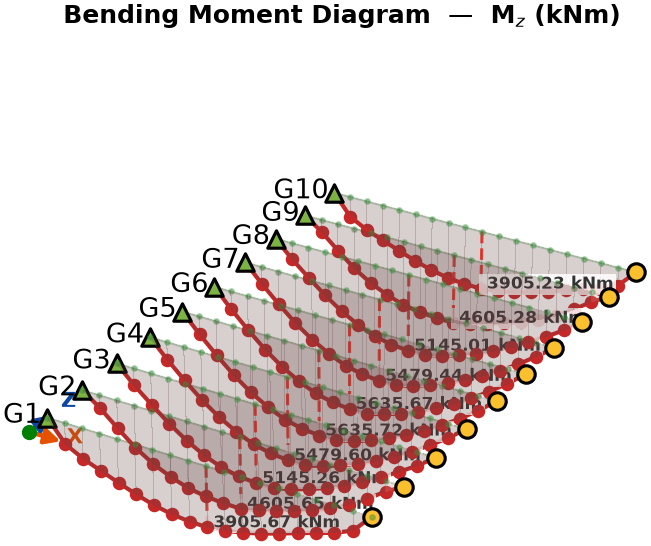 Bending Moment Diagram — M_z (kNm)
G10
G9
G8
G7
G6
G5
G4
G3
G2
G1
Z
X
3905.23 kNm
4605.28 kNm
5145.01 kNm
5479.44 kNm
5635.67 kNm
5635.72 kNm
5479.60 kNm
5145.26 kNm
4605.65 kNm
3905.67 kNm